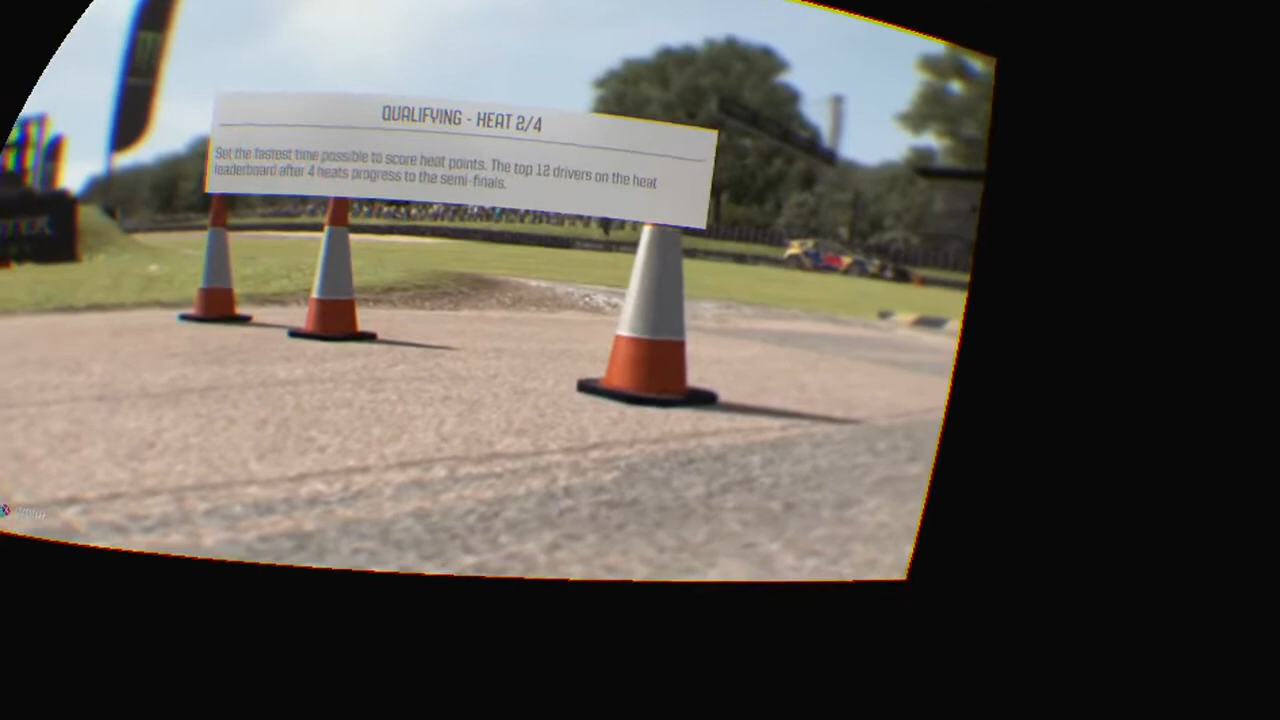 QUALIFYING - HEAT 2/4
Set the fastest time possible to score heat points. The top 12 drivers on the heat
leaderboard after 4 heats progress to the semi-finals.